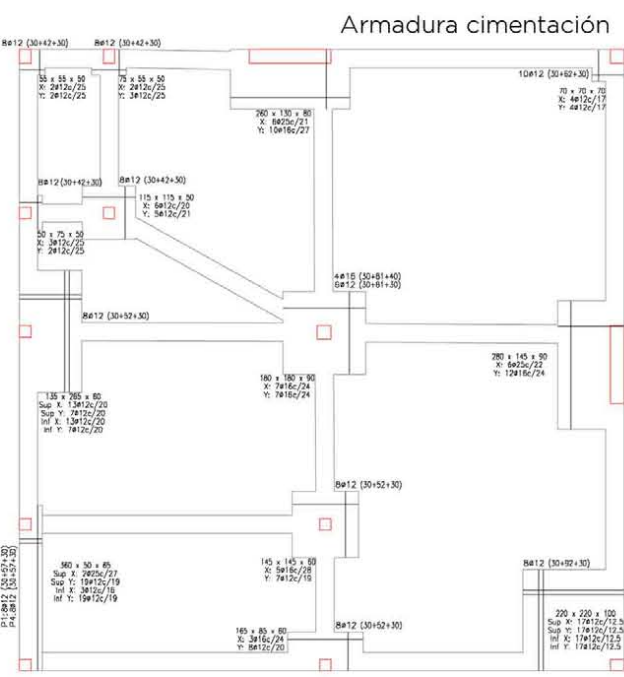 Armadura cimentación
8ø12 (30+42+30)
8ø12 (30+42+30)
55 x 55 x 50
X: 2ø12c/25
Y: 2ø12c/25
75 x 55 x 50
X: 2ø12c/25
Y: 3ø12c/25
260 x 130 x 80
X: 6ø25c/21
Y: 10ø16c/27
10ø12 (30+62+30)
70 x 70 x 70
X: 4ø12c/17
Y: 4ø12c/17
8ø12 (30+42+30)
8ø12 (30+42+30)
115 x 115 x 50
X: 6ø12c/20
Y: 5ø12c/21
50 x 75 x 50
X: 3ø12c/25
Y: 2ø12c/25
4ø16 (30+81+40)
6ø12 (30+81+30)
8ø12 (30+52+30)
280 x 145 x 90
X: 6ø25c/22
Y: 12ø16c/24
180 x 180 x 90
X: 7ø16c/24
Y: 7ø16c/24
135 x 265 x 60
Sup X: 13ø12c/20
Sup Y: 7ø12c/20
Inf X: 13ø12c/20
Inf Y: 7ø12c/20
8ø12 (30+52+30)
P1:8ø12 (30+57+30)
P4:8ø12 (30+57+30)
360 x 50 x 65
Sup X: 2ø25c/27
Sup Y: 19ø12c/19
Inf X: 3ø12c/16
Inf Y: 19ø12c/19
145 x 145 x 60
X: 5ø16c/28
Y: 7ø12c/19
8ø12 (30+92+30)
165 x 85 x 60
X: 3ø16c/24
Y: 8ø12c/20
8ø12 (30+52+30)
220 x 220 x 100
Sup X: 17ø12c/12.5
Sup Y: 17ø12c/12.5
Inf X: 17ø12c/12.5
Inf Y: 17ø12c/12.5